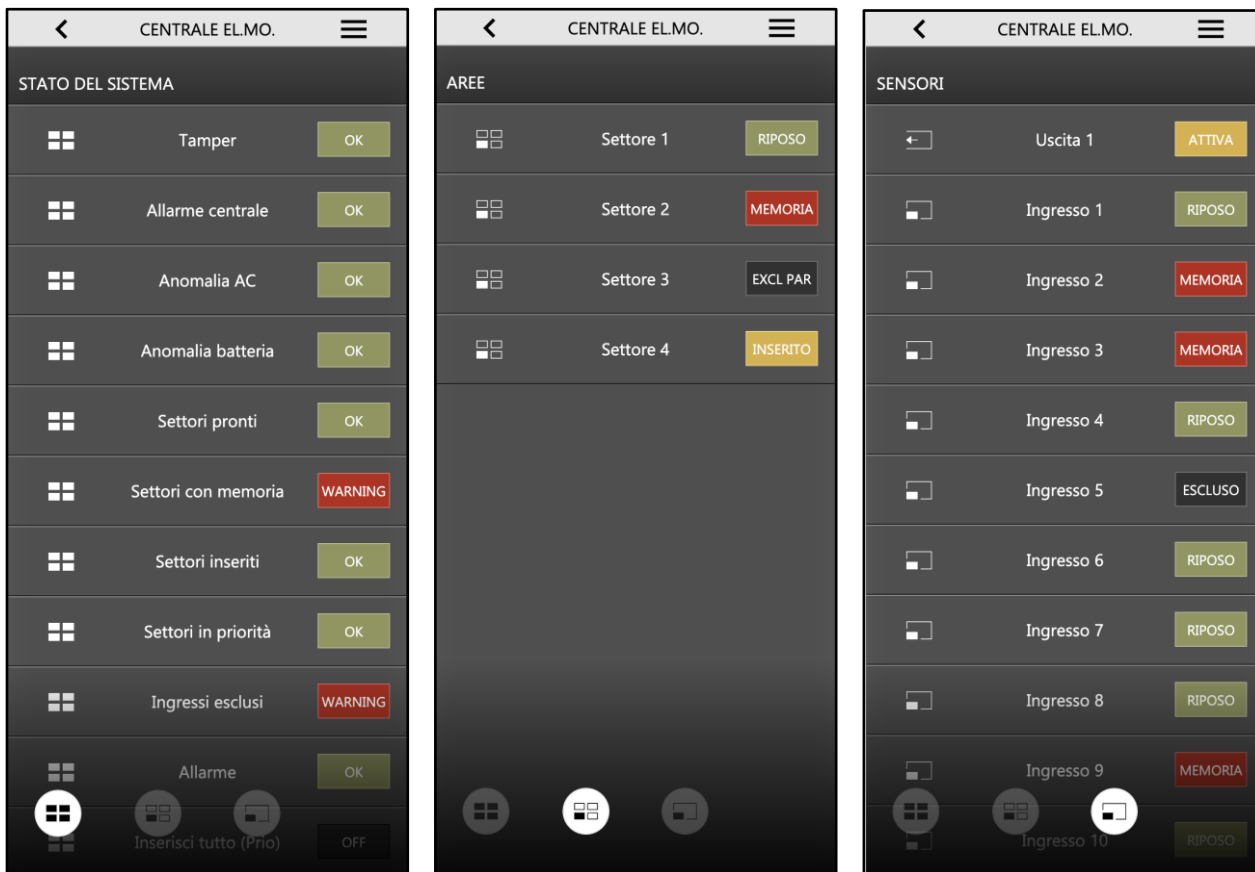 CENTRALE EL.MO.
STATO DEL SISTEMA
Tamper OK
Allarme centrale OK
Anomalia AC OK
Anomalia batteria OK
Settori pronti OK
Settori con memoria WARNING
Settori inseriti OK
Settori in priorità OK
Ingressi esclusi WARNING
Allarme OK
Inserisci tutto (Prio) OFF
CENTRALE EL.MO.
AREE
Settore 1 RIPOSO
Settore 2 MEMORIA
Settore 3 EXCL PAR
Settore 4 INSERITO
CENTRALE EL.MO.
SENSORI
Uscita 1 ATTIVA
Ingresso 1 RIPOSO
Ingresso 2 MEMORIA
Ingresso 3 MEMORIA
Ingresso 4 RIPOSO
Ingresso 5 ESCLUSO
Ingresso 6 RIPOSO
Ingresso 7 RIPOSO
Ingresso 8 RIPOSO
Ingresso 9 MEMORIA
Ingresso 10 RIPOSO